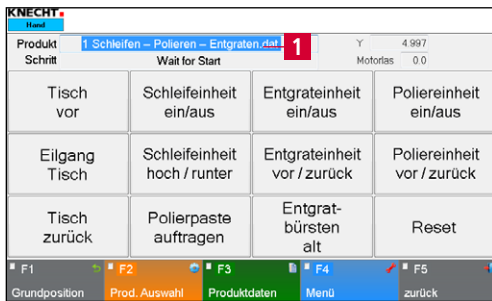 KNECHT
Hand
Produkt 1 Schleifen – Polieren – Entgraten.dat 1 Y 4.997
Schritt Wait for Start Motorlas 0.0
Tisch vor
Schleifeinheit ein/aus
Entgrateinheit ein/aus
Poliereinheit ein/aus
Eilgang Tisch
Schleifeinheit hoch / runter
Entgrateinheit vor / zurück
Poliereinheit vor / zurück
Tisch zurück
Polierpaste auftragen
Entgrat-
bürsten
alt
Reset
F1 F2 F3 F4 F5
Grundposition Prod. Auswahl Produktdaten Menü zurück